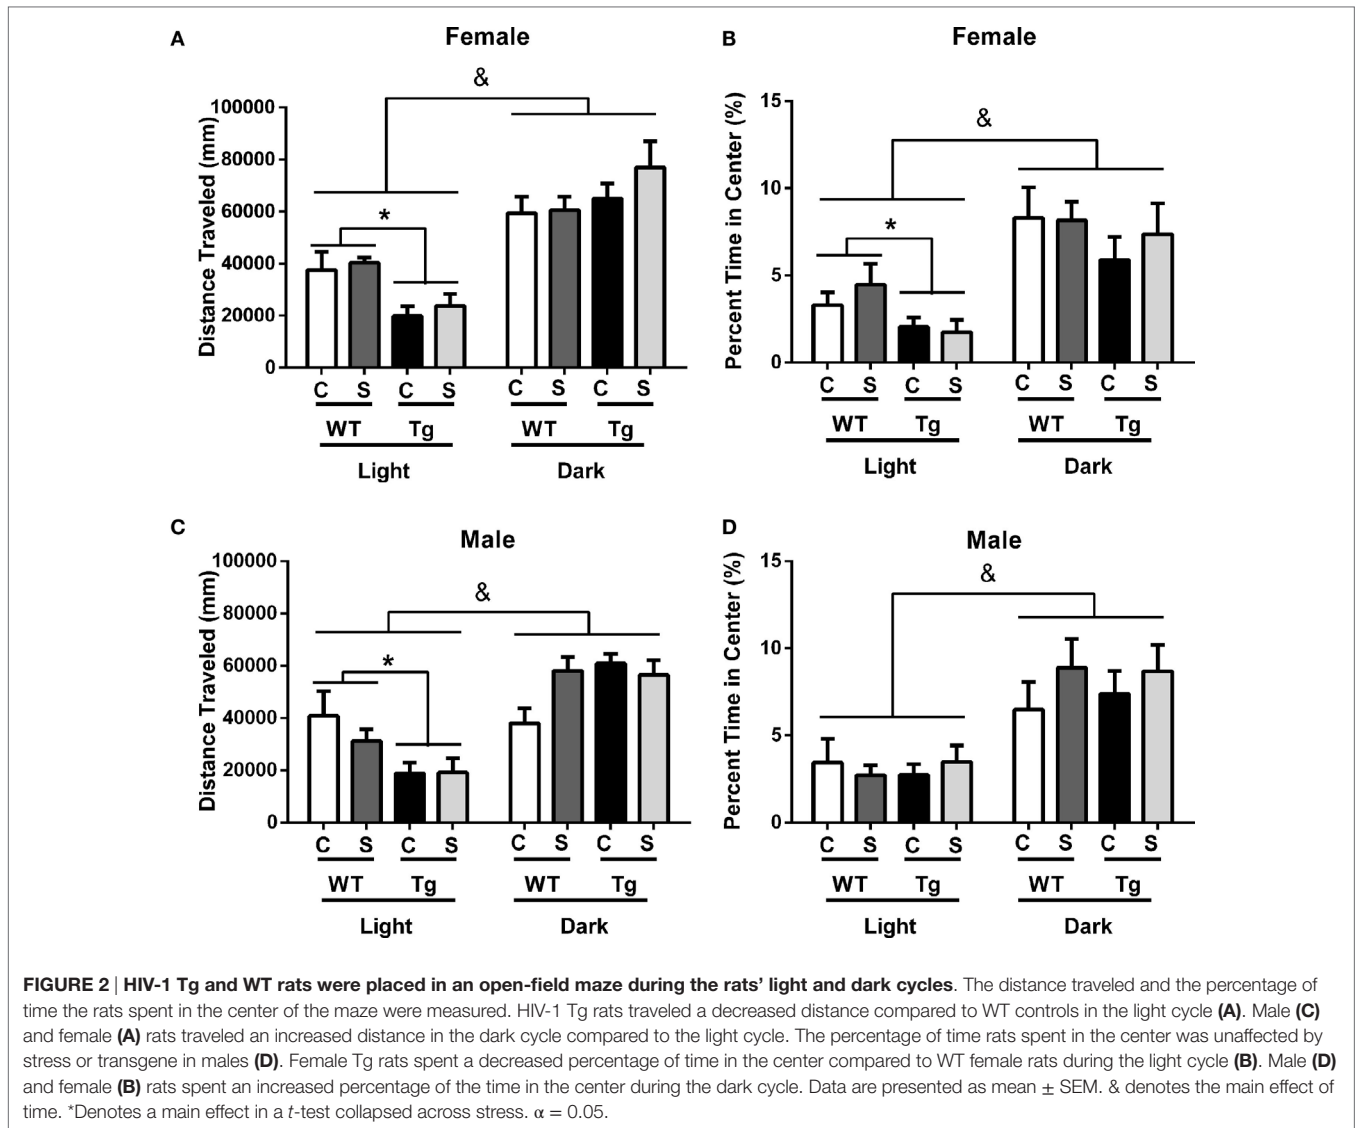 A
Female
&
*
Distance Traveled (mm)
100000
80000
60000
40000
20000
0
C S C S C S C S
WT Tg WT Tg
Light Dark
B
Female
&
*
Percent Time in Center (%)
15
10
5
0
C S C S C S C S
WT Tg WT Tg
Light Dark
C
Male
&
*
Distance Traveled (mm)
100000
80000
60000
40000
20000
0
C S C S C S C S
WT Tg WT Tg
Light Dark
D
Male
&
Percent Time in Center (%)
15
10
5
0
C S C S C S C S
WT Tg WT Tg
Light Dark
FIGURE 2 | HIV-1 Tg and WT rats were placed in an open-field maze during the rats’ light and dark cycles. The distance traveled and the percentage of
time the rats spent in the center of the maze were measured. HIV-1 Tg rats traveled a decreased distance compared to WT controls in the light cycle (A). Male (C)
and female (A) rats traveled an increased distance in the dark cycle compared to the light cycle. The percentage of time rats spent in the center was unaffected by
stress or transgene in males (D). Female Tg rats spent a decreased percentage of time in the center compared to WT female rats during the light cycle (B). Male (D)
and female (B) rats spent an increased percentage of the time in the center during the dark cycle. Data are presented as mean ± SEM. & denotes the main effect of
time. *Denotes a main effect in a t-test collapsed across stress. α = 0.05.